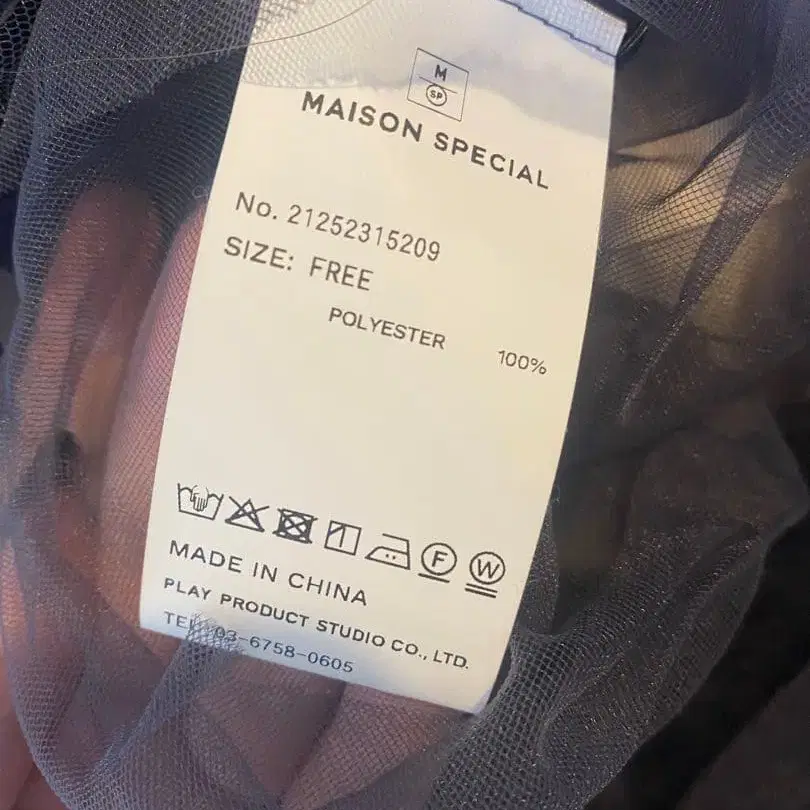 M
SP
MAISON SPECIAL
No. 21252315209
SIZE: FREE
POLYESTER 100%
F W
MADE IN CHINA
PLAY PRODUCT STUDIO CO., LTD.
TEL 03-6758-0605